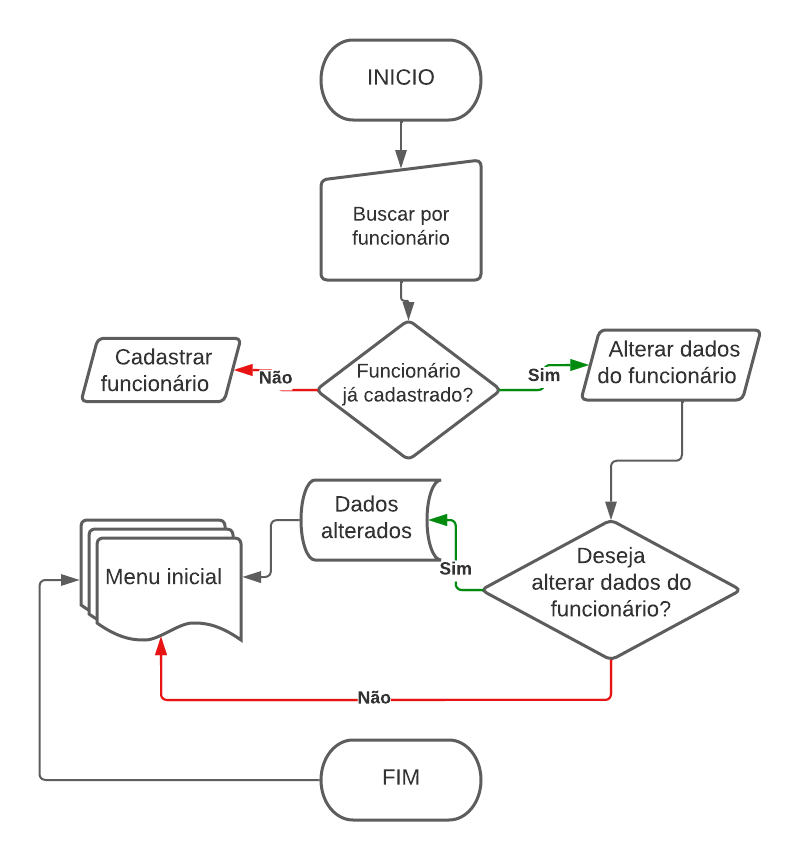 INICIO
Buscar por
funcionário
Funcionário
já cadastrado?
Não
Cadastrar
funcionário
Sim
Alterar dados
do funcionário
Deseja
alterar dados do
funcionário?
Sim
Dados
alterados
Menu inicial
Não
FIM